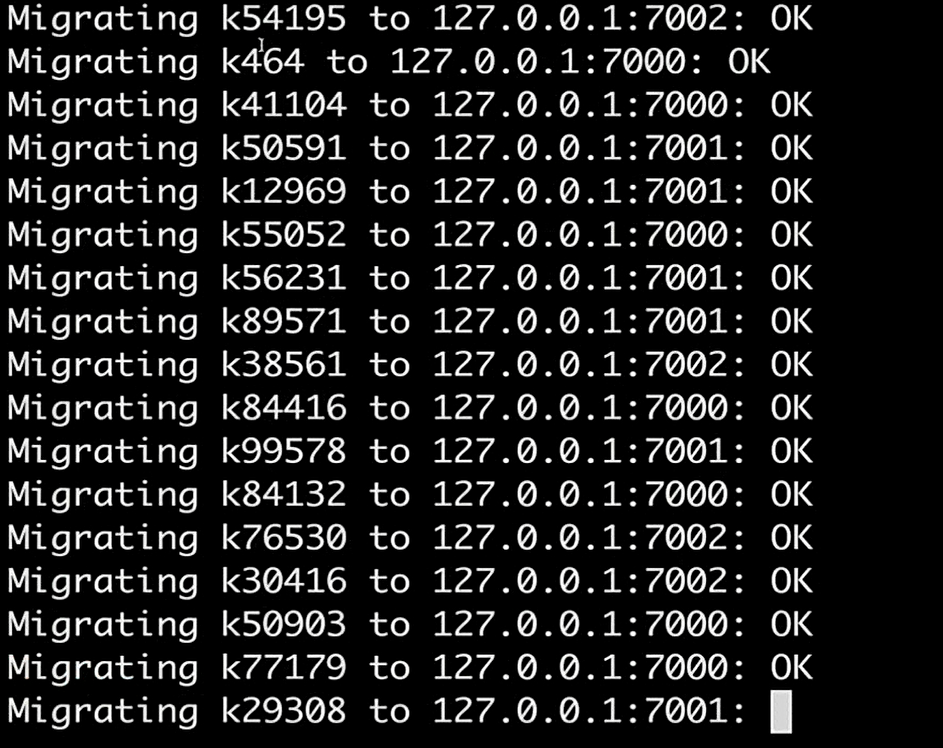 Migrating k54195 to 127.0.0.1:7002: OK
Migrating k464 to 127.0.0.1:7000: OK
Migrating k41104 to 127.0.0.1:7000: OK
Migrating k50591 to 127.0.0.1:7001: OK
Migrating k12969 to 127.0.0.1:7001: OK
Migrating k55052 to 127.0.0.1:7000: OK
Migrating k56231 to 127.0.0.1:7001: OK
Migrating k89571 to 127.0.0.1:7001: OK
Migrating k38561 to 127.0.0.1:7002: OK
Migrating k84416 to 127.0.0.1:7000: OK
Migrating k99578 to 127.0.0.1:7001: OK
Migrating k84132 to 127.0.0.1:7000: OK
Migrating k76530 to 127.0.0.1:7002: OK
Migrating k30416 to 127.0.0.1:7002: OK
Migrating k50903 to 127.0.0.1:7000: OK
Migrating k77179 to 127.0.0.1:7000: OK
Migrating k29308 to 127.0.0.1:7001: